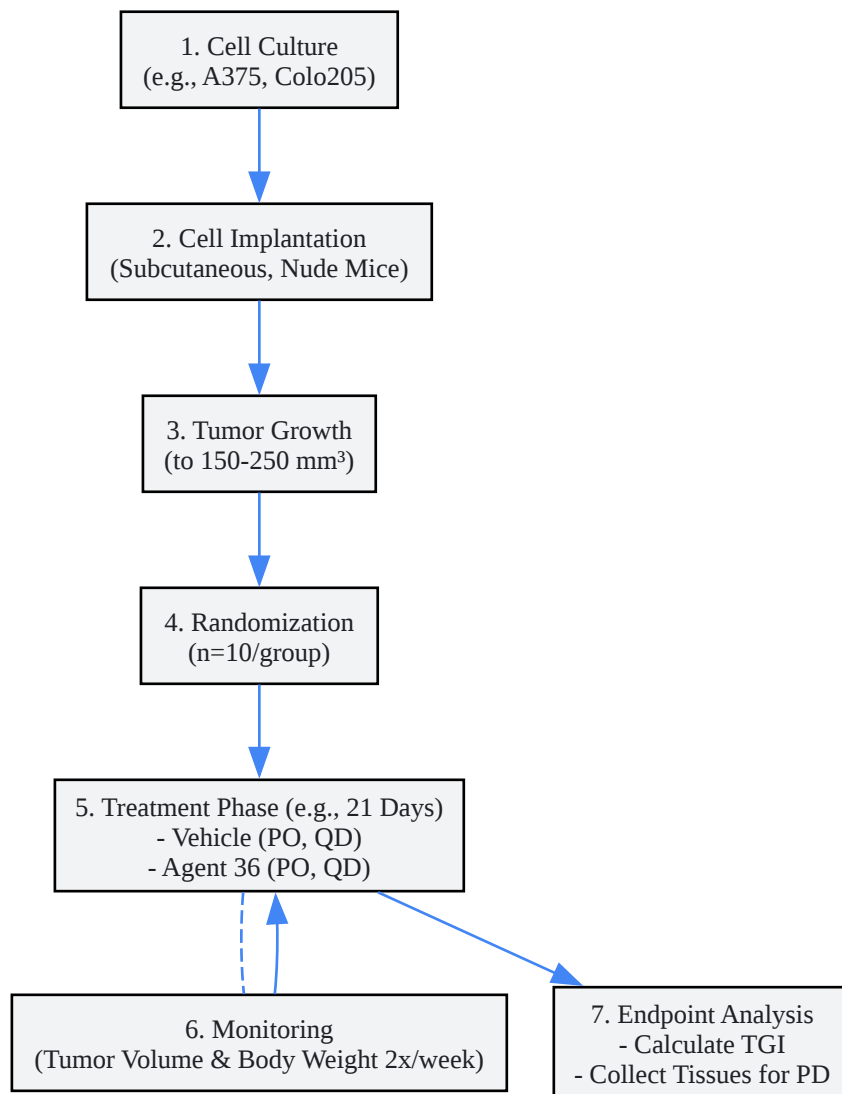 1. Cell Culture
(e.g., A375, Colo205)
2. Cell Implantation
(Subcutaneous, Nude Mice)
3. Tumor Growth
(to 150-250 mm³)
4. Randomization
(n=10/group)
5. Treatment Phase (e.g., 21 Days)
- Vehicle (PO, QD)
- Agent 36 (PO, QD)
6. Monitoring
(Tumor Volume & Body Weight 2x/week)
7. Endpoint Analysis
- Calculate TGI
- Collect Tissues for PD